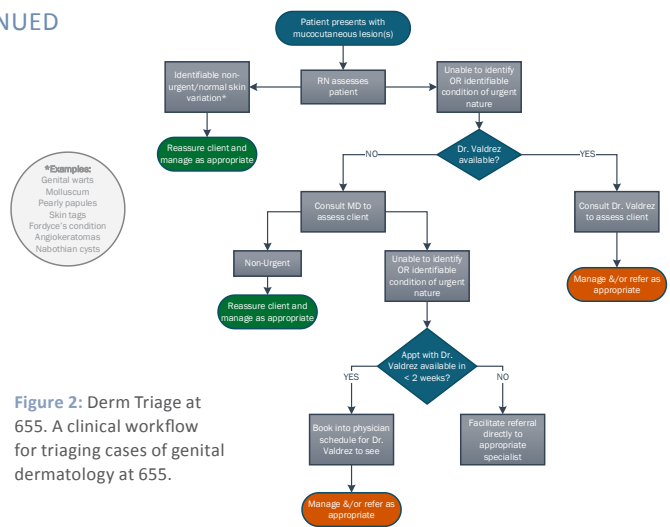 NUED
Patient presents with
mucocutaneous lesion(s)
Identifiable non-
urgent/normal skin
variation*
RN assesses
patient
Unable to identify
OR identifiable
condition of urgent
nature
Reassure client and
manage as appropriate
Dr. Valdrez
available?
NO
YES
*Examples:
Genital warts
Molluscum
Pearly papules
Skin tags
Fordyce's condition
Angiokeratomas
Nabothian cysts
Consult MD to
assess client
Consult Dr. Valdrez
to assess client
Non-Urgent
Unable to identify
OR identifiable
condition of urgent
nature
Manage &/or refer as
appropriate
Reassure client and
manage as appropriate
Appt with Dr.
Valdrez available in
< 2 weeks?
YES
NO
Book into physician
schedule for Dr.
Valdrez to see
Facilitate referral
directly to
appropriate
specialist
Manage &/or refer as
appropriate
Figure 2: Derm Triage at
655. A clinical workflow
for triaging cases of genital
dermatology at 655.